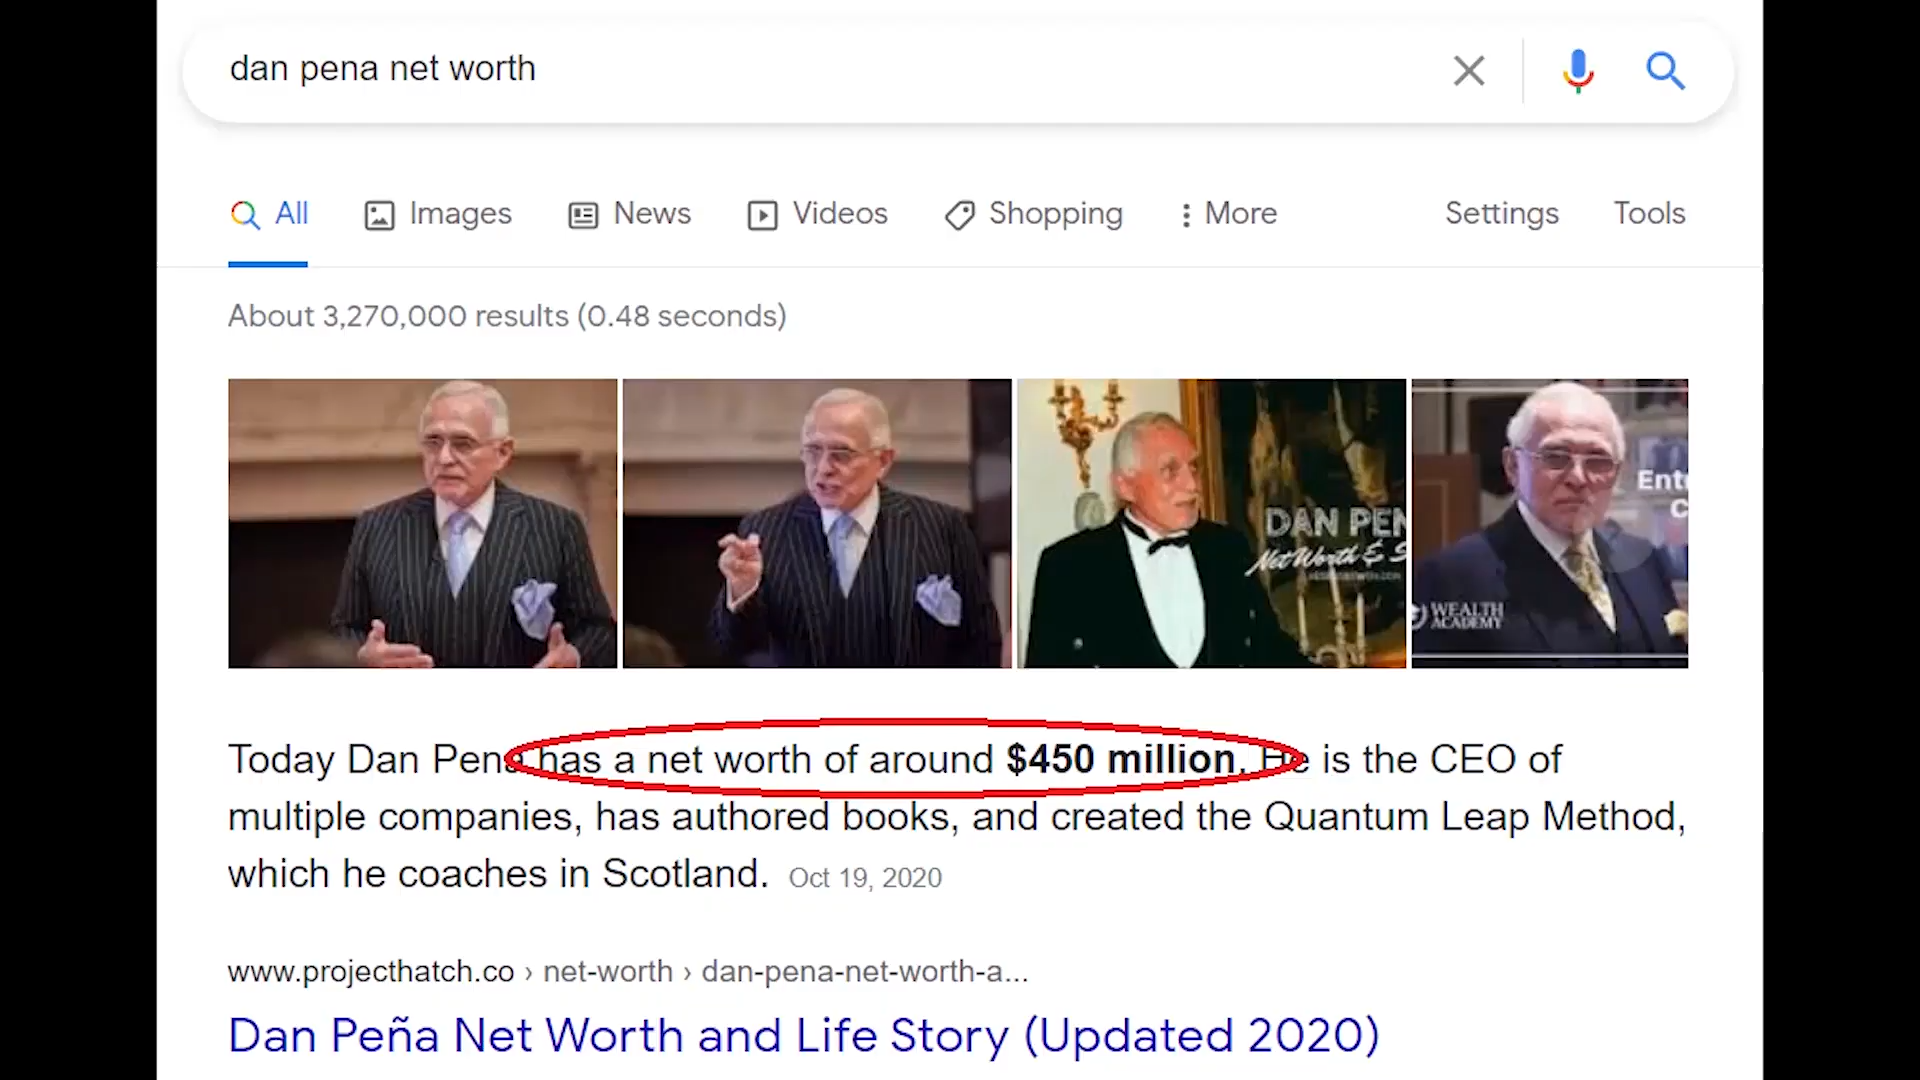 dan pena net worth
All Images News Videos Shopping More Settings Tools
About 3,270,000 results (0.48 seconds)
DAN PEN
Net Worth & S
Ent
C
WEALTH
ACADEMY
Today Dan Pena has a net worth of around $450 million. He is the CEO of
multiple companies, has authored books, and created the Quantum Leap Method,
which he coaches in Scotland. Oct 19, 2020
www.projecthatch.co › net-worth › dan-pena-net-worth-a...
Dan Peña Net Worth and Life Story (Updated 2020)